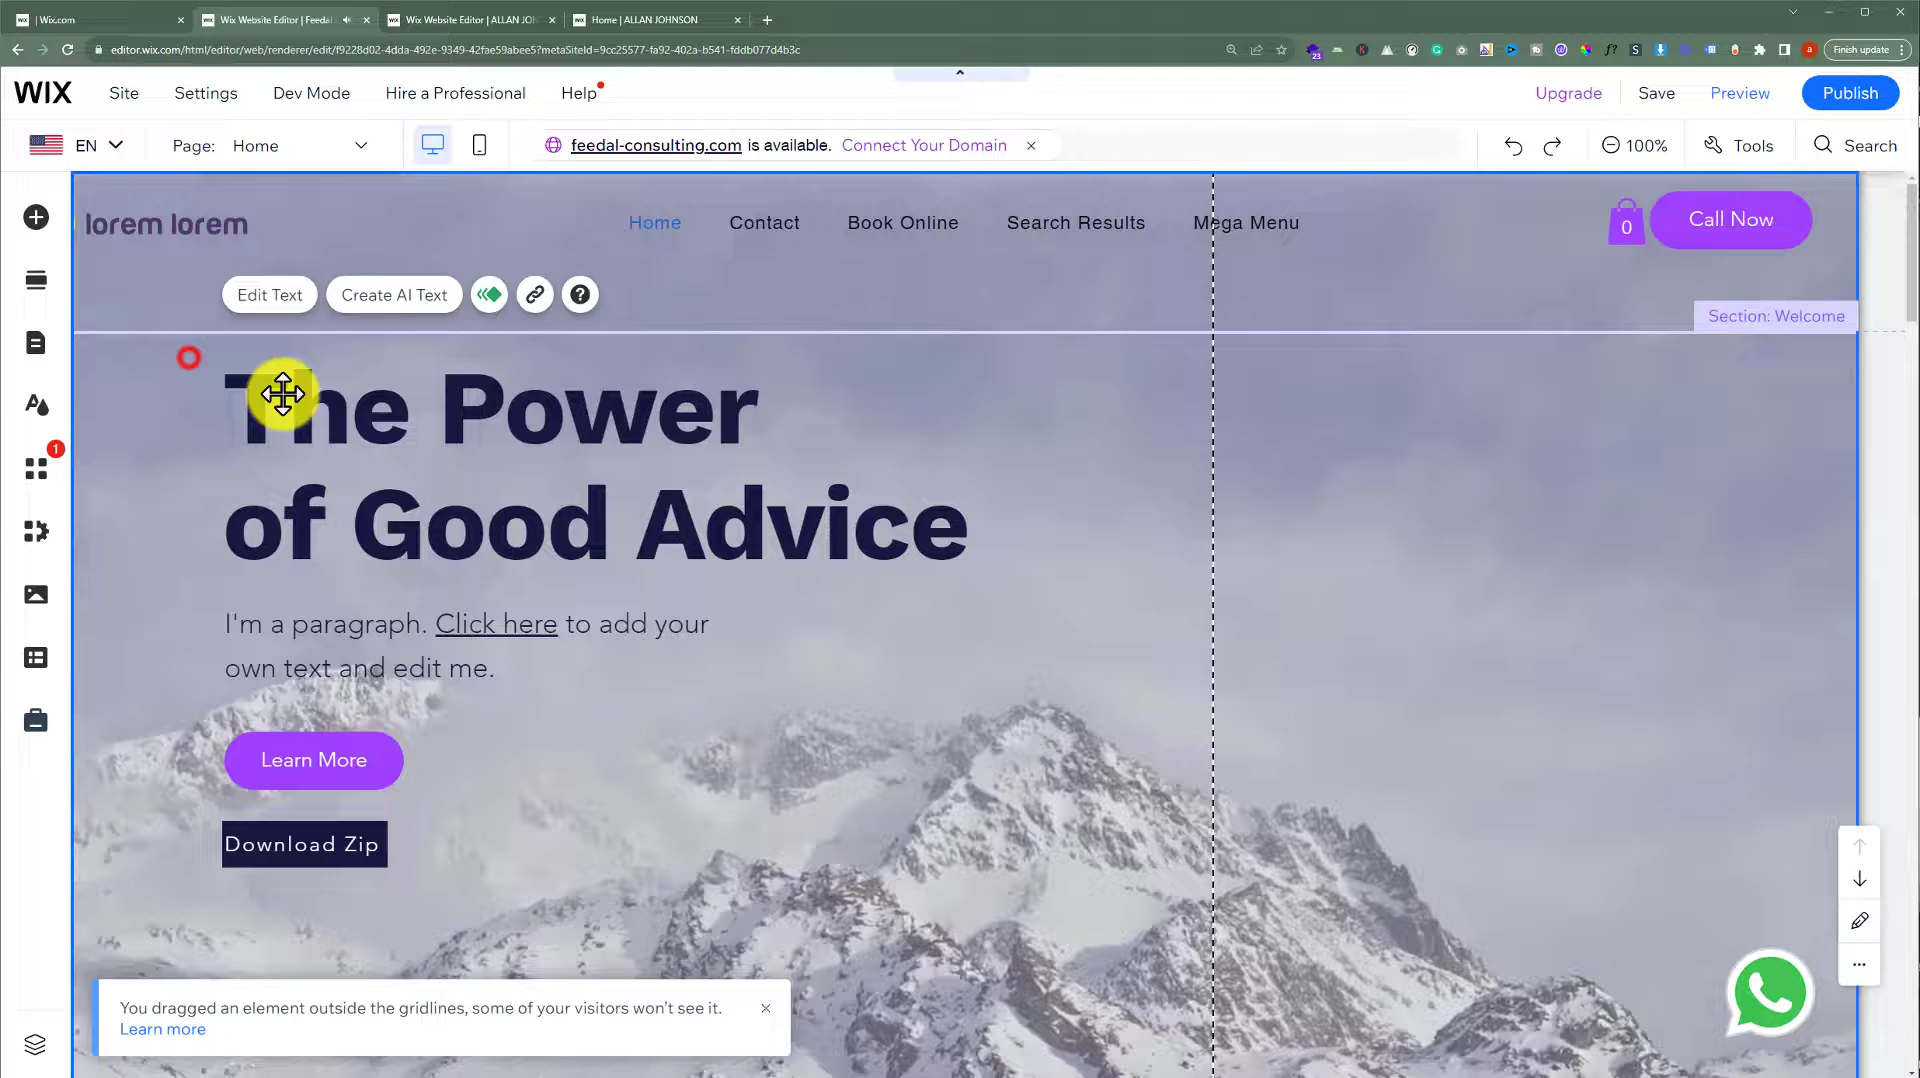 Wix.com
Wix Website Editor | Feedal
Wix Website Editor | ALLAN JOH
Home | ALLAN JOHNSON
editor.wix.com/html/editor/web/renderer/edit/f9228d02-4dda-492e-9349-42fae59abee5?metaSiteId=9cc25577-fa92-402a-b541-fddb077d4b3c
23
Finish update
WIX
Site
Settings
Dev Mode
Hire a Professional
Help
Upgrade
Save
Preview
Publish
EN
Page: Home
feedal-consulting.com is available. Connect Your Domain
100%
Tools
Search
lorem lorem
Home
Contact
Book Online
Search Results
Mega Menu
0
Call Now
Edit Text
Create AI Text
Section: Welcome
The Power
of Good Advice
1
I'm a paragraph. Click here to add your
own text and edit me.
Learn More
Download Zip
You dragged an element outside the gridlines, some of your visitors won't see it.
Learn more